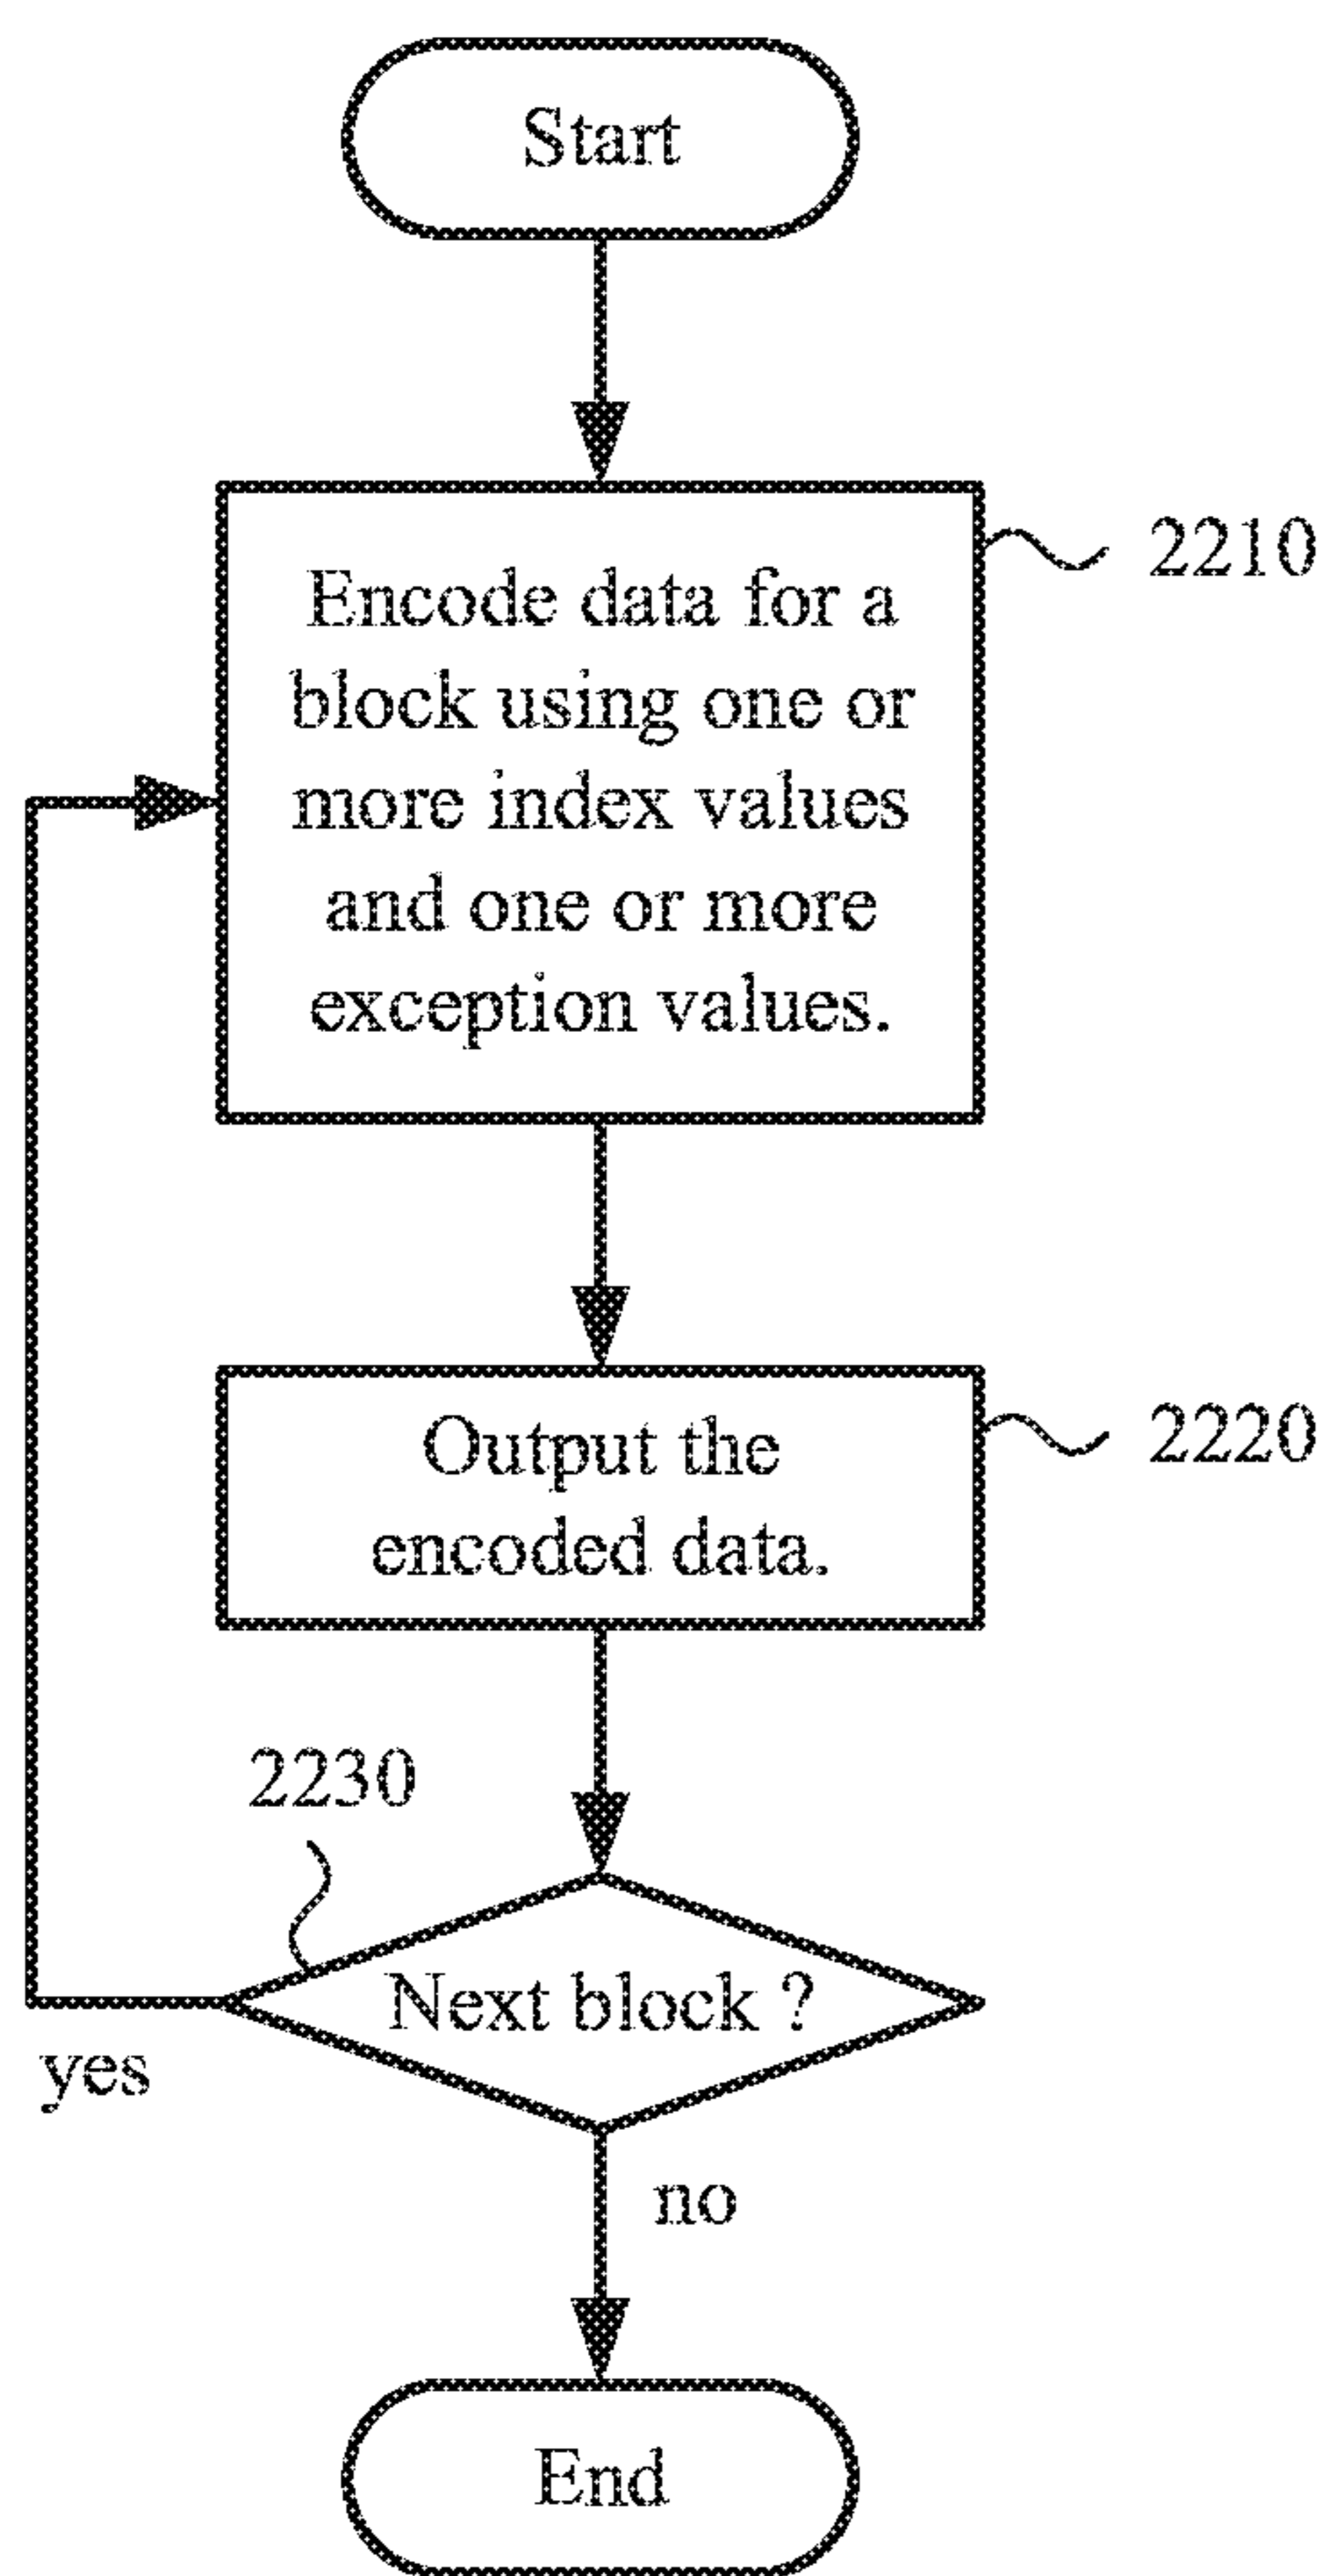 Start
2210
Encode data for a
block using one or
more index values
and one or more
exception values.
2220
Output the
encoded data.
2230
Next block ?
yes
no
End